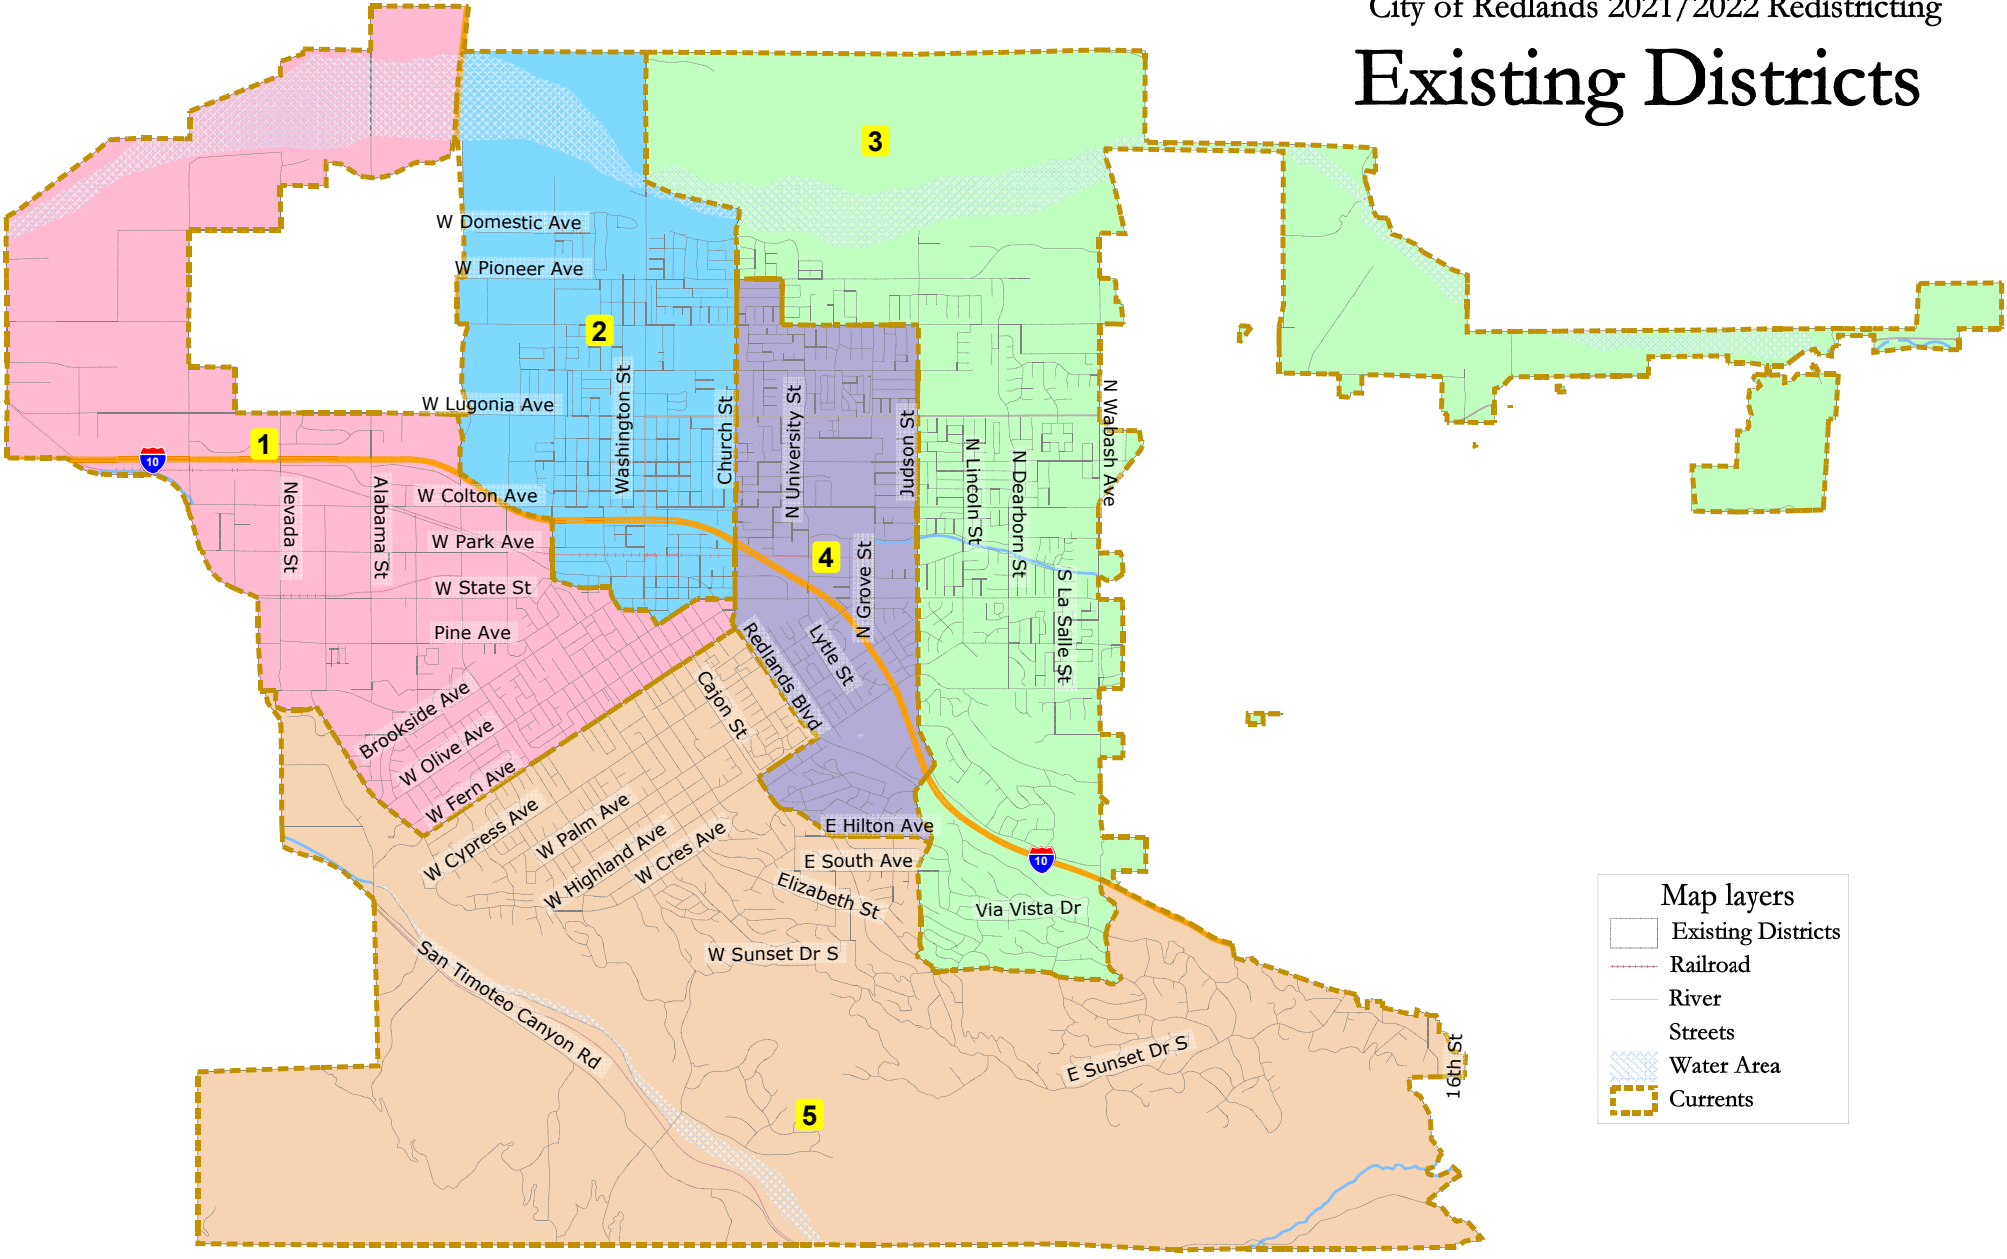 City of Redlands 2021/2022 Redistricting
Existing Districts
3
W Domestic Ave
W Pioneer Ave
2
W Lugonia Ave
Washington St
Church St
N University St
Judson St
N Wabash Ave
1
10
N Lincoln St
N Dearborn St
Nevada St
Alabama St
W Colton Ave
W Park Ave
4
N Grove St
W State St
S La Salle St
Pine Ave
Redlands Blvd
Lytle St
Cajon St
Brookside Ave
W Olive Ave
W Fern Ave
W Cypress Ave
W Palm Ave
W Highland Ave
W Cres Ave
E Hilton Ave
E South Ave
10
Elizabeth St
Via Vista Dr
W Sunset Dr S
San Timoteo Canyon Rd
E Sunset Dr S
16th St
5
Map layers
Existing Districts
Railroad
River
Streets
Water Area
Currents